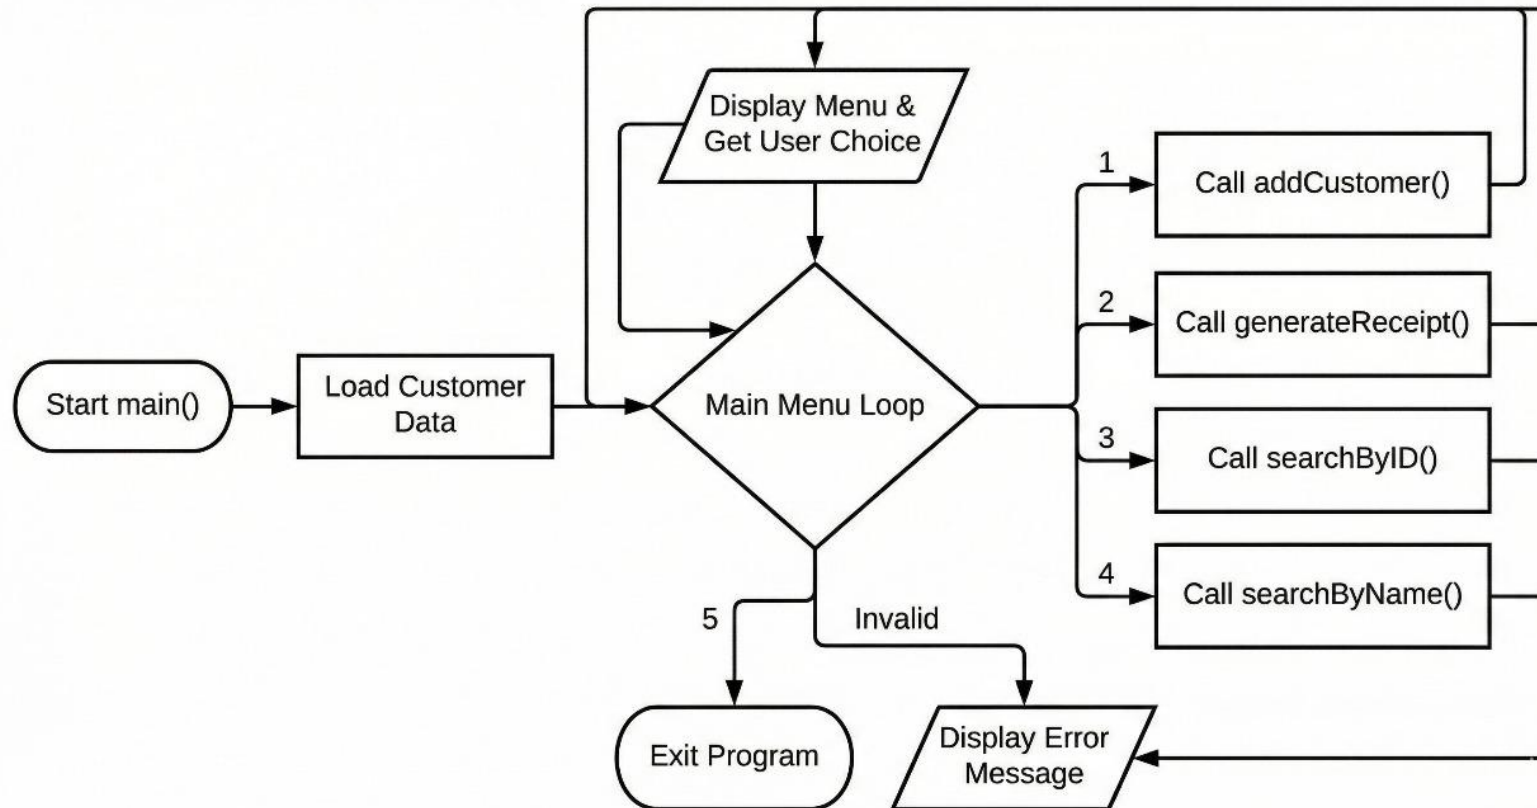 Display Menu &
Get User Choice
1
Call addCustomer()
2
Call generateReceipt()
Start main()
Load Customer
Data
Main Menu Loop
3
Call searchByID()
4
Call searchByName()
5
Invalid
Exit Program
Display Error
Message